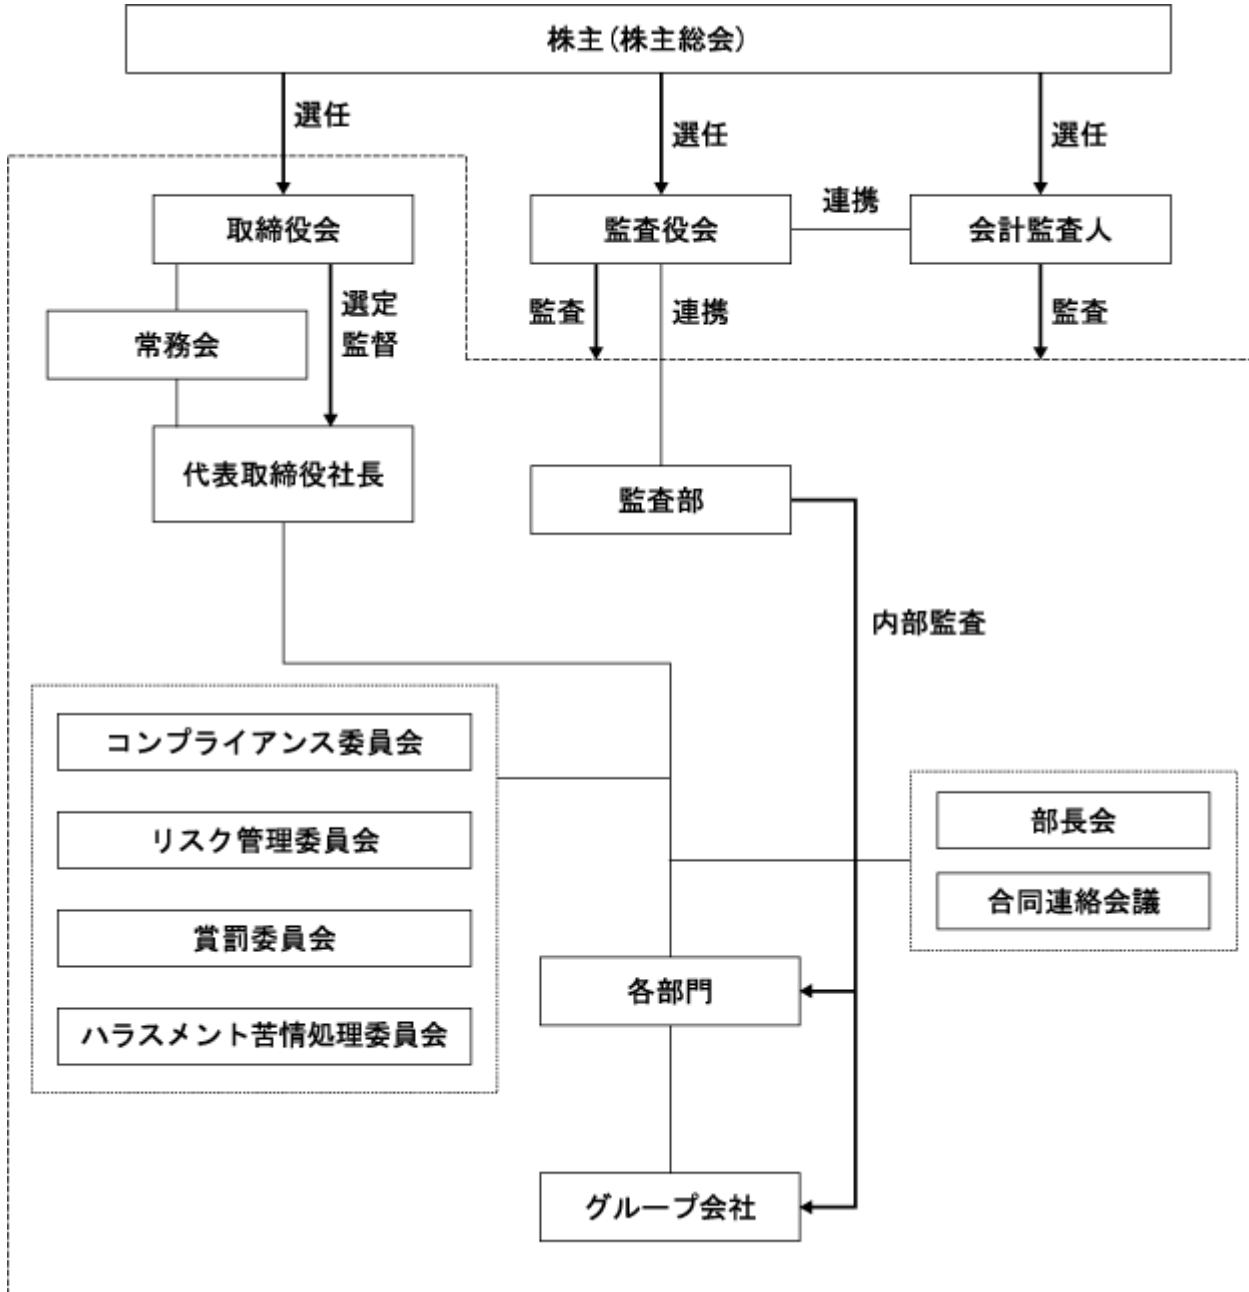 株主(株主総会)
選任
選任
選任
取締役会
監査役会
連携
会計監査人
選定
監督
監査
連携
監査
常務会
代表取締役社長
監査部
内部監査
コンプライアンス委員会
リスク管理委員会
賞罰委員会
ハラスメント苦情処理委員会
部長会
合同連絡会議
各部門
グループ会社